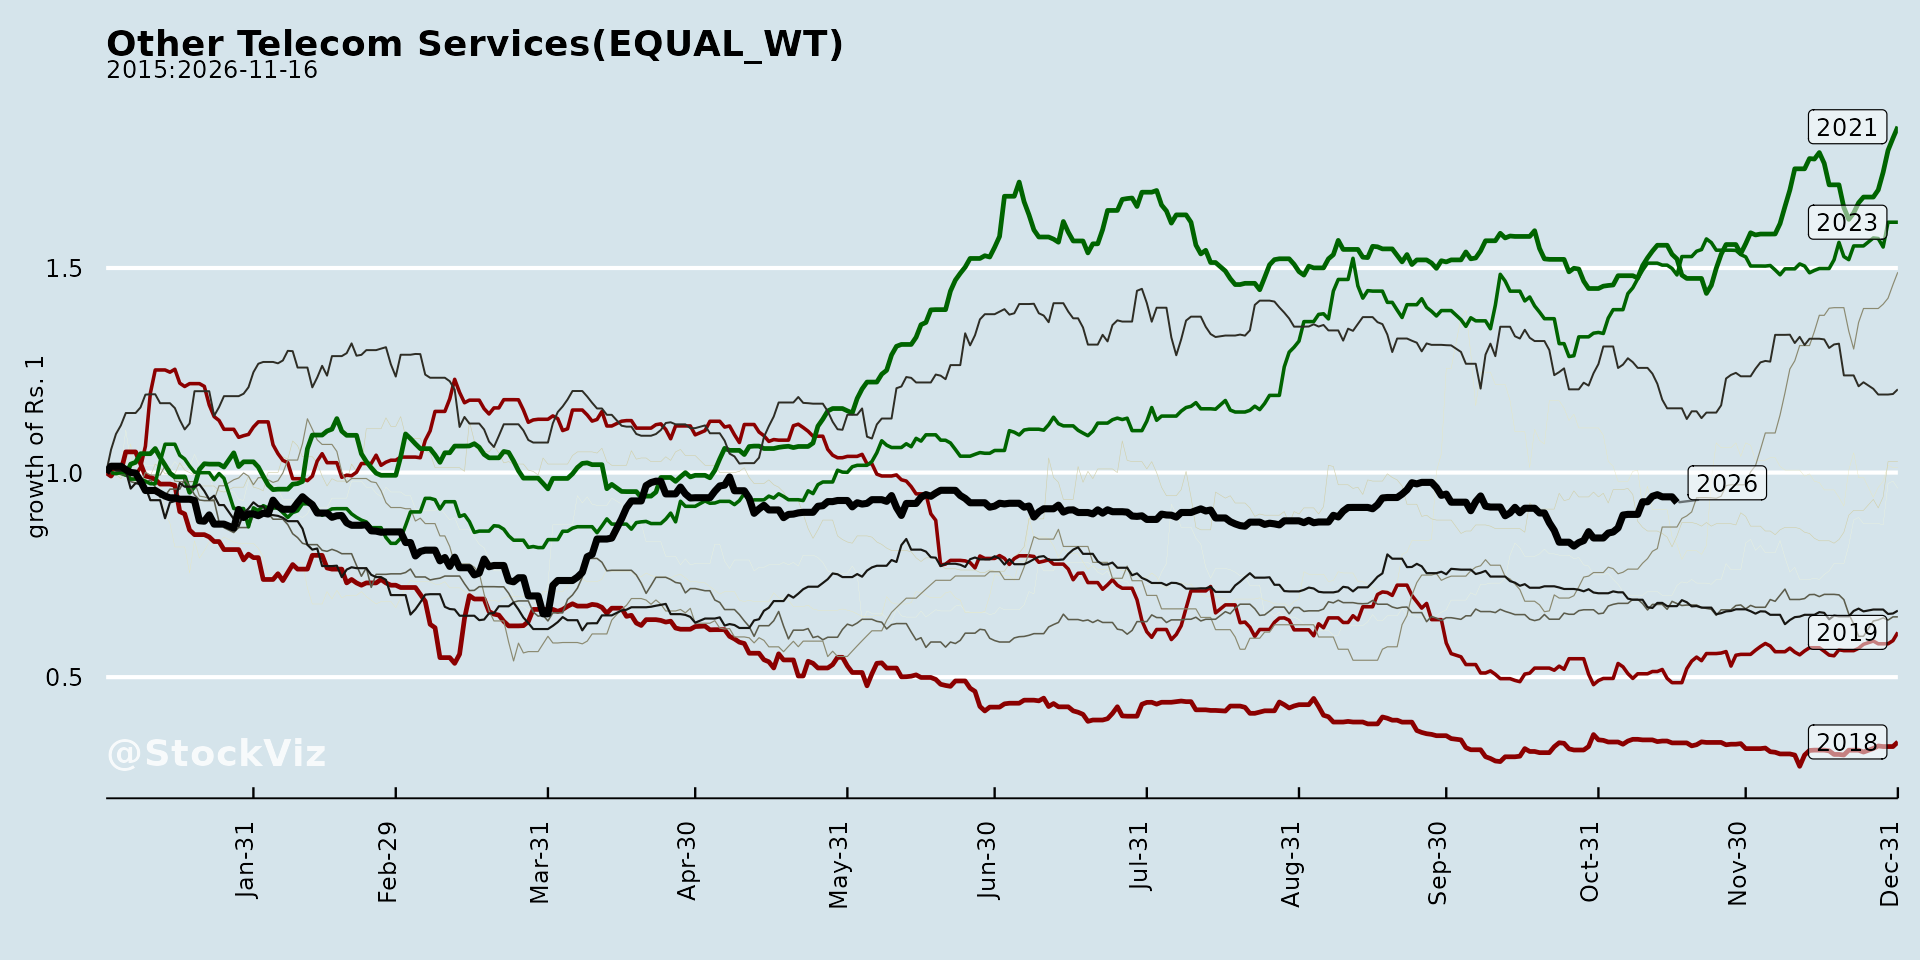 Other Telecom Services(EQUAL_WT)
2015:2026-11-16
growth of Rs. 1
1.5
1.0
0.5
2021
2023
2026
2019
2018
@StockViz
Jan-31
Feb-29
Mar-31
Apr-30
May-31
Jun-30
Jul-31
Aug-31
Sep-30
Oct-31
Nov-30
Dec-31